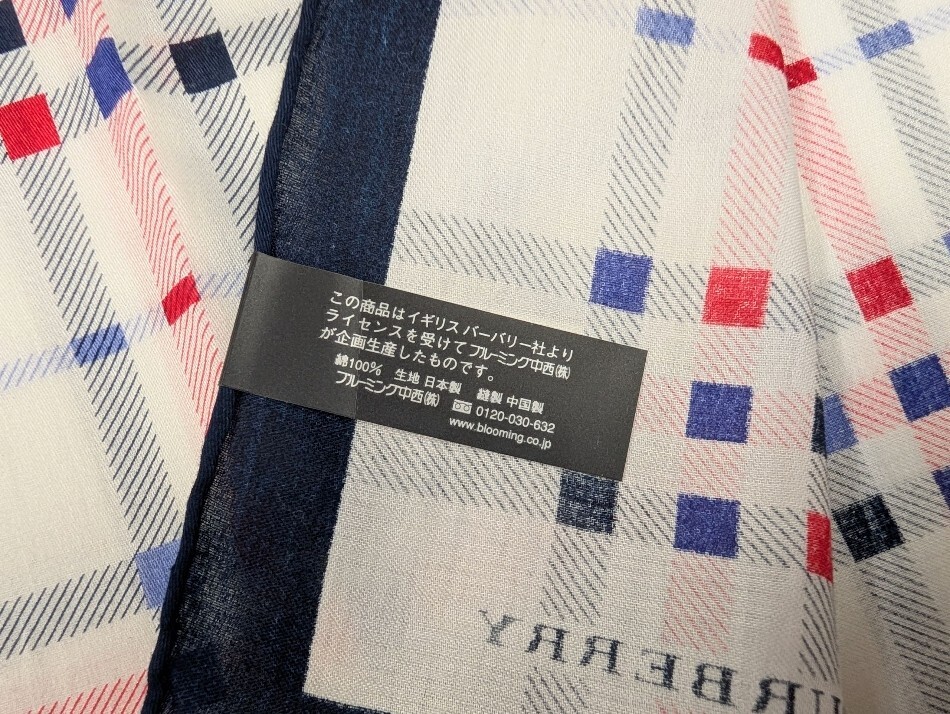 この商品はイギリス バーバリー社より
ライセンスを受けてブルーミング中西㈱
が企画生産したものです。
綿100% 生地 日本製 縫製 中国製
ブルーミング中西㈱ 0120-030-632
www.blooming.co.jp
URBERRY